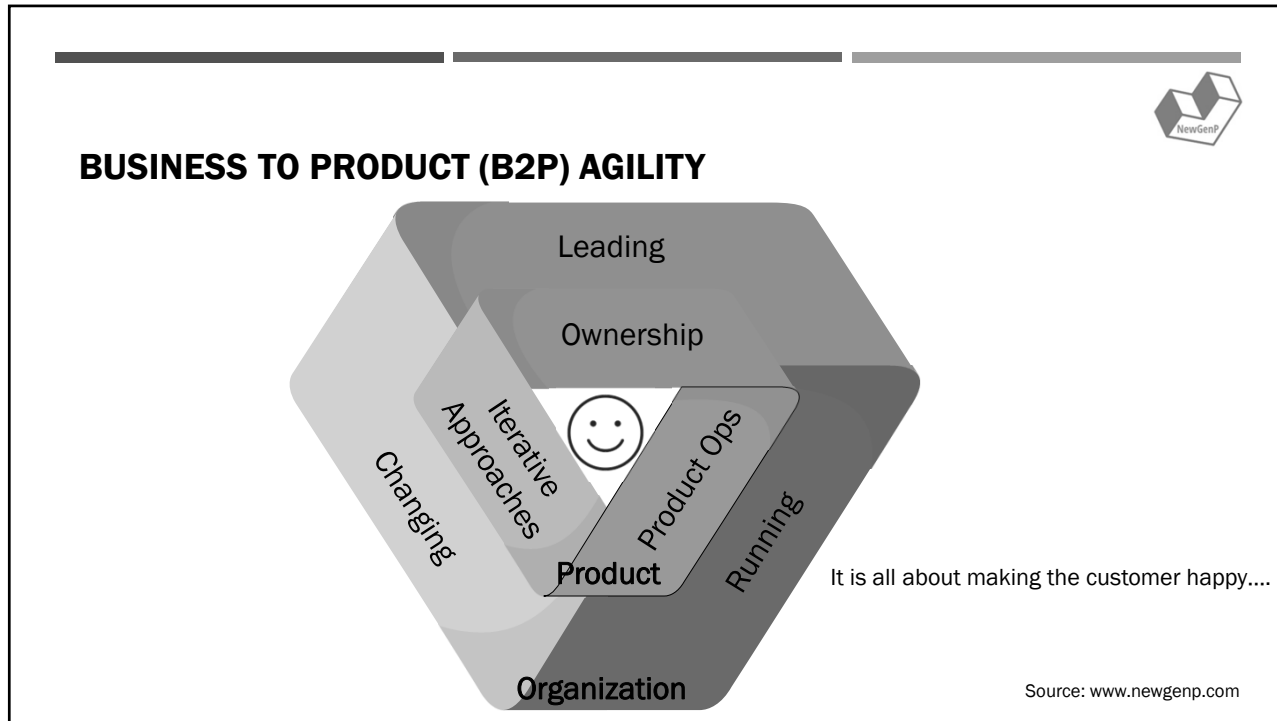 NewGenP
BUSINESS TO PRODUCT (B2P) AGILITY
Leading
Ownership
Iterative
Approaches
Product Ops
Changing
Running
Product
It is all about making the customer happy....
Organization
Source: www.newgenp.com